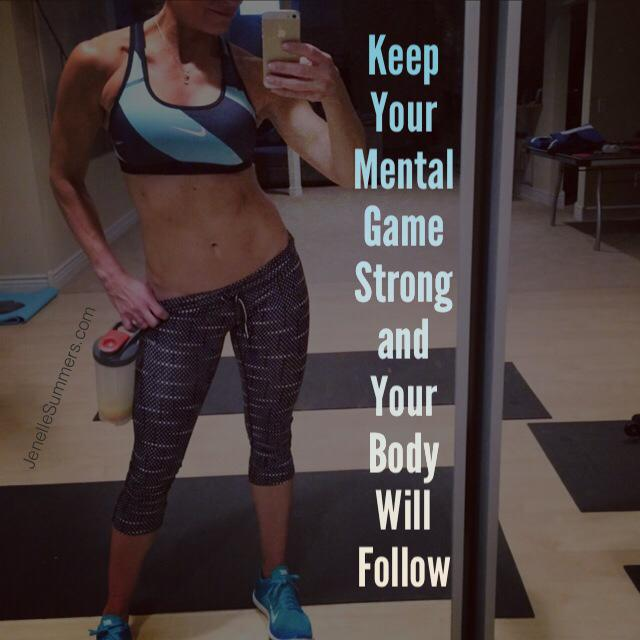 Keep
Your
Mental
Game
Strong
and
Your
Body
Will
Follow
JenelleSummers.com